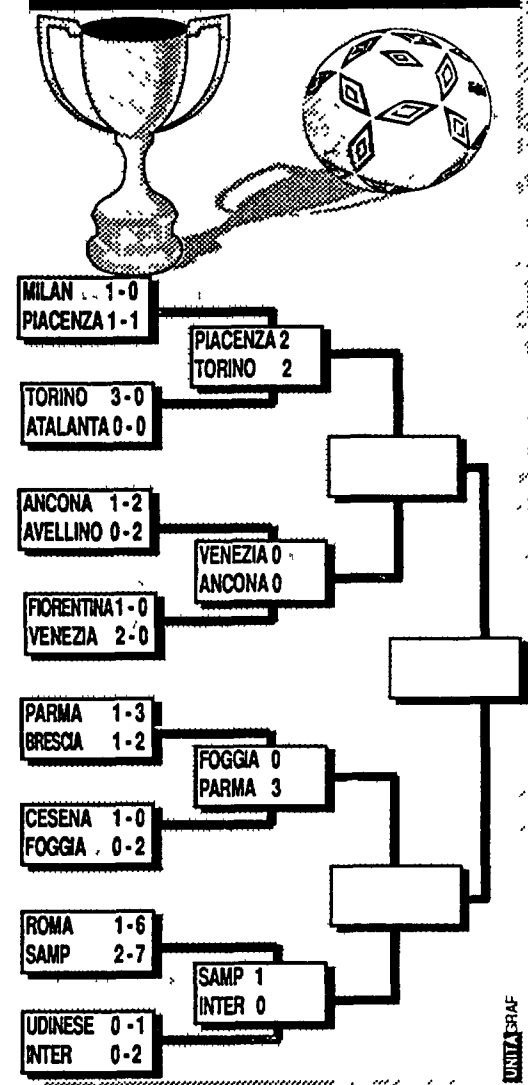 MILAN 1-0
PIACENZA 1-1
PIACENZA 2
TORINO 2
TORINO 3-0
ATALANTA 0-0
ANCONA 1-2
AVELLINO 0-2
VENEZIA 0
ANCONA 0
FIORENTINA 1-0
VENEZIA 2-0
PARMA 1-3
BRESCIA 1-2
FOGGIA 0
PARMA 3
CESENA 1-0
FOGGIA 0-2
ROMA 1-6
SAMP 2-7
SAMP 1
INTER 0
UDINESE 0-1
INTER 0-2
UNITÀGRAF